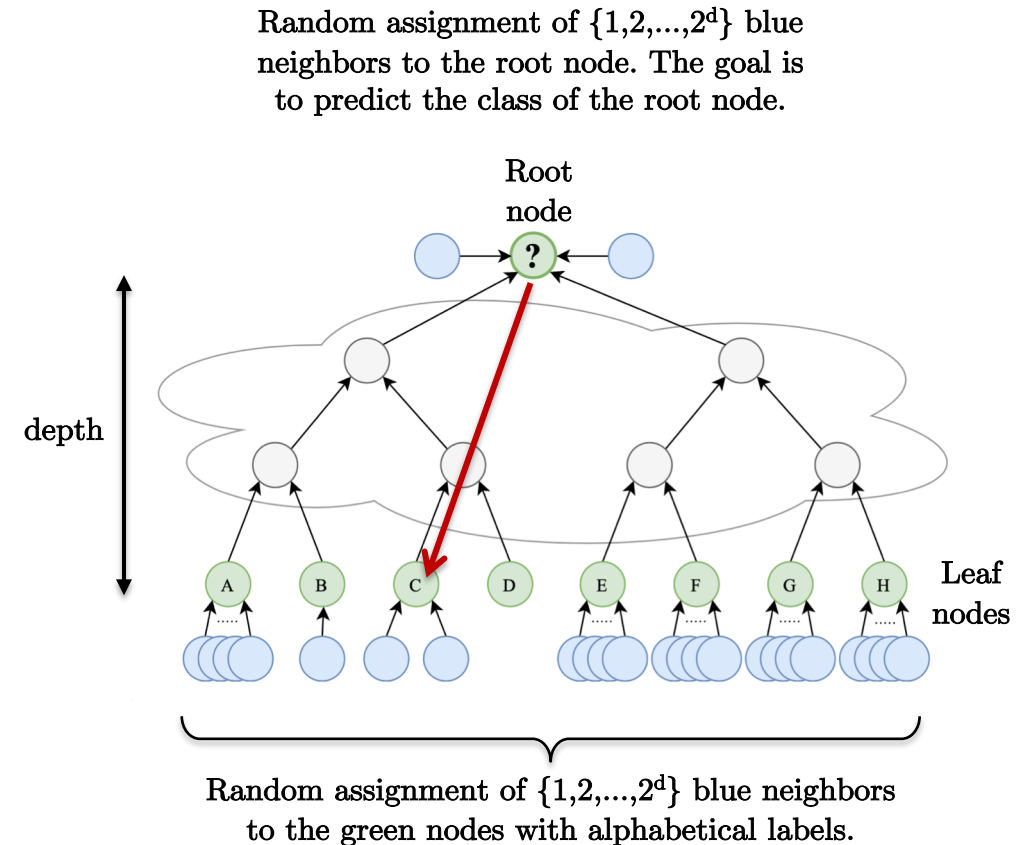 Random assignment of {1,2,...,2ᵈ} blue
neighbors to the root node. The goal is
to predict the class of the root node.
Root
node
?
depth
A
B
C
D
E
F
G
H
Leaf
nodes
.....
.....
.....
.....
.....
Random assignment of {1,2,...,2ᵈ} blue neighbors
to the green nodes with alphabetical labels.